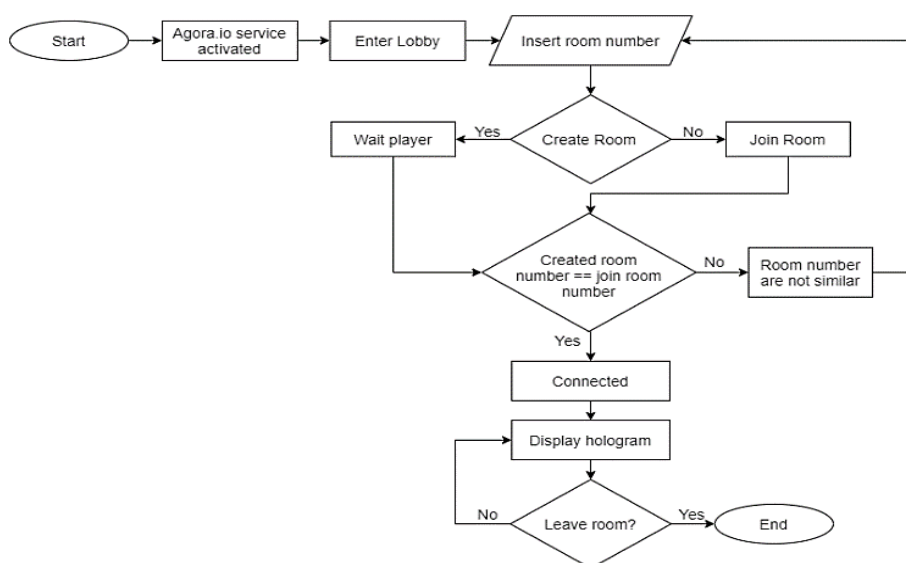 Start
Agora.io service
activated
Enter Lobby
Insert room number
Wait player
Yes
Create Room
No
Join Room
Created room
number == join room
number
No
Room number
are not similar
Yes
Connected
Display hologram
No
Leave room?
Yes
End